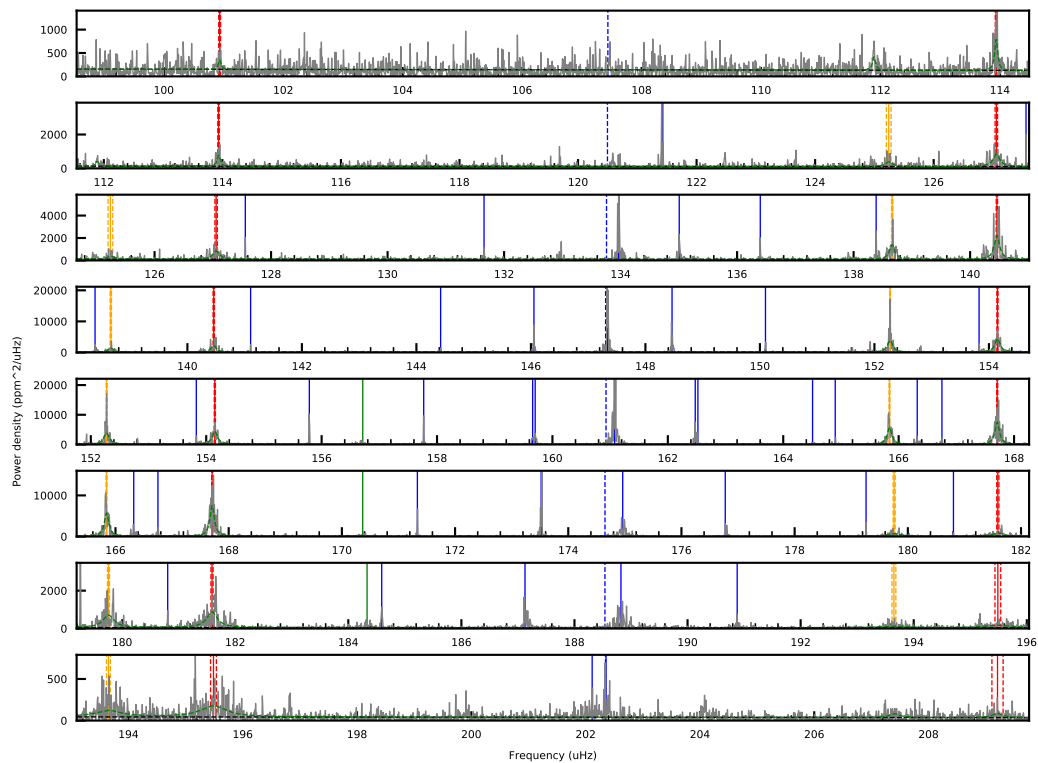 1000
500
0
100 102 104 106 108 110 112 114
2000
0
112 114 116 118 120 122 124 126
4000
2000
0
126 128 130 132 134 136 138 140
20000
10000
0
140 142 144 146 148 150 152 154
20000
10000
0
152 154 156 158 160 162 164 166 168
10000
0
166 168 170 172 174 176 178 180 182
2000
0
180 182 184 186 188 190 192 194 196
500
0
194 196 198 200 202 204 206 208
Power density (ppm^2/uHz)
Frequency (uHz)